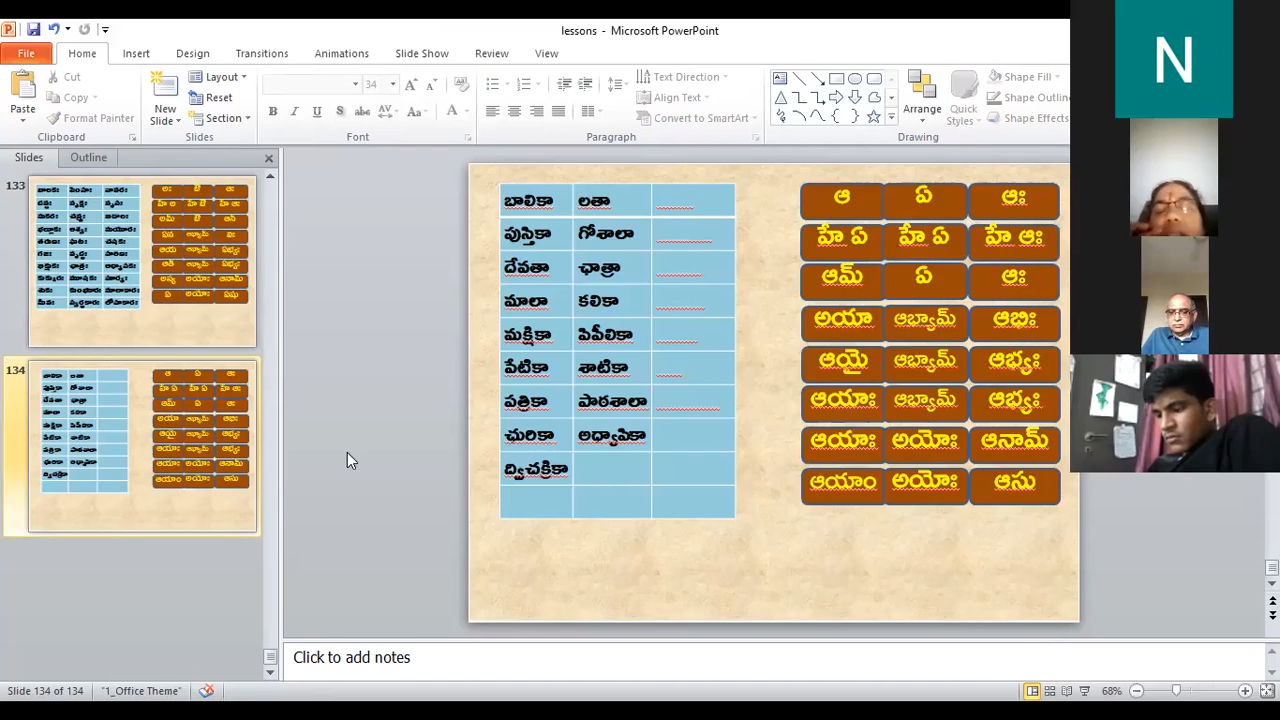 lessons - Microsoft PowerPoint
File Home Insert Design Transitions Animations Slide Show Review View
Paste Cut Copy Format Painter Clipboard
New Slide Layout Reset Section Slides
34 Font
Text Direction Align Text Convert to SmartArt Paragraph
Arrange Quick Styles Shape Fill Shape Outline Shape Effects Drawing
Slides Outline
133
134
బాలికా లతా ........
పుస్తికా గోశాలా ............
దేవతా ఛాత్రా ..........
మాలా కలికా ..........
మక్షికా పిపీలికా .........
పేటికా శాటికా .....
పత్రికా పాఠశాలా ..............
ఛురికా అధ్యాపికా
ద్విచక్రికా
ఆ ఏ ఆః
హే ఏ హే ఏ హే ఆః
ఆమ్ ఏ ఆః
అయా ఆభ్యామ్ ఆభిః
ఆయై ఆభ్యామ్ ఆభ్యః
ఆయాః ఆభ్యామ్ ఆభ్యః
ఆయాః అయోః ఆనామ్
ఆయాం అయోః ఆసు
N
Click to add notes
Slide 134 of 134 "1_Office Theme" 68%